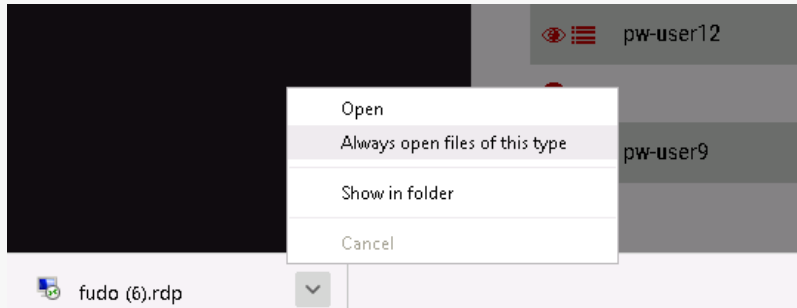 pw-user12
Open
Always open files of this type
pw-user9
Show in folder
Cancel
fudo (6).rdp